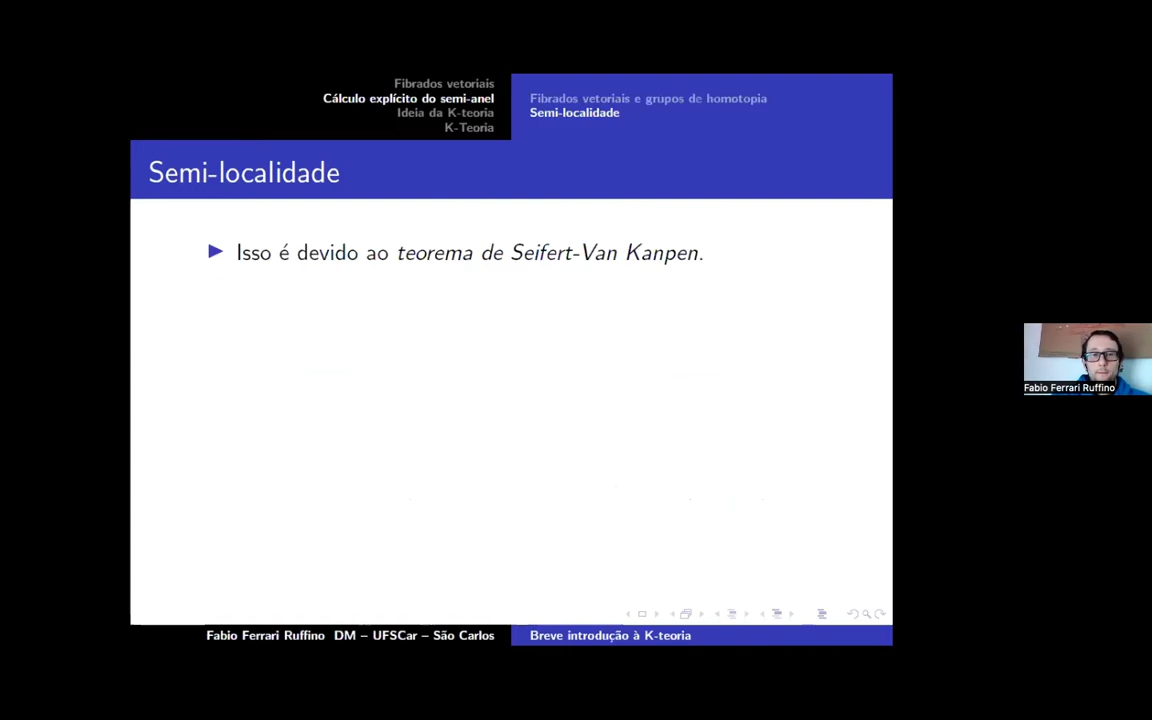 Fibrados vetoriais
Cálculo explícito do semi-anel
Ideia da K-teoria
K-Teoria
Fibrados vetoriais e grupos de homotopia
Semi-localidade
Semi-localidade
Isso é devido ao teorema de Seifert-Van Kanpen.
Fabio Ferrari Ruffino
Fabio Ferrari Ruffino DM – UFSCar – São Carlos
Breve introdução à K-teoria